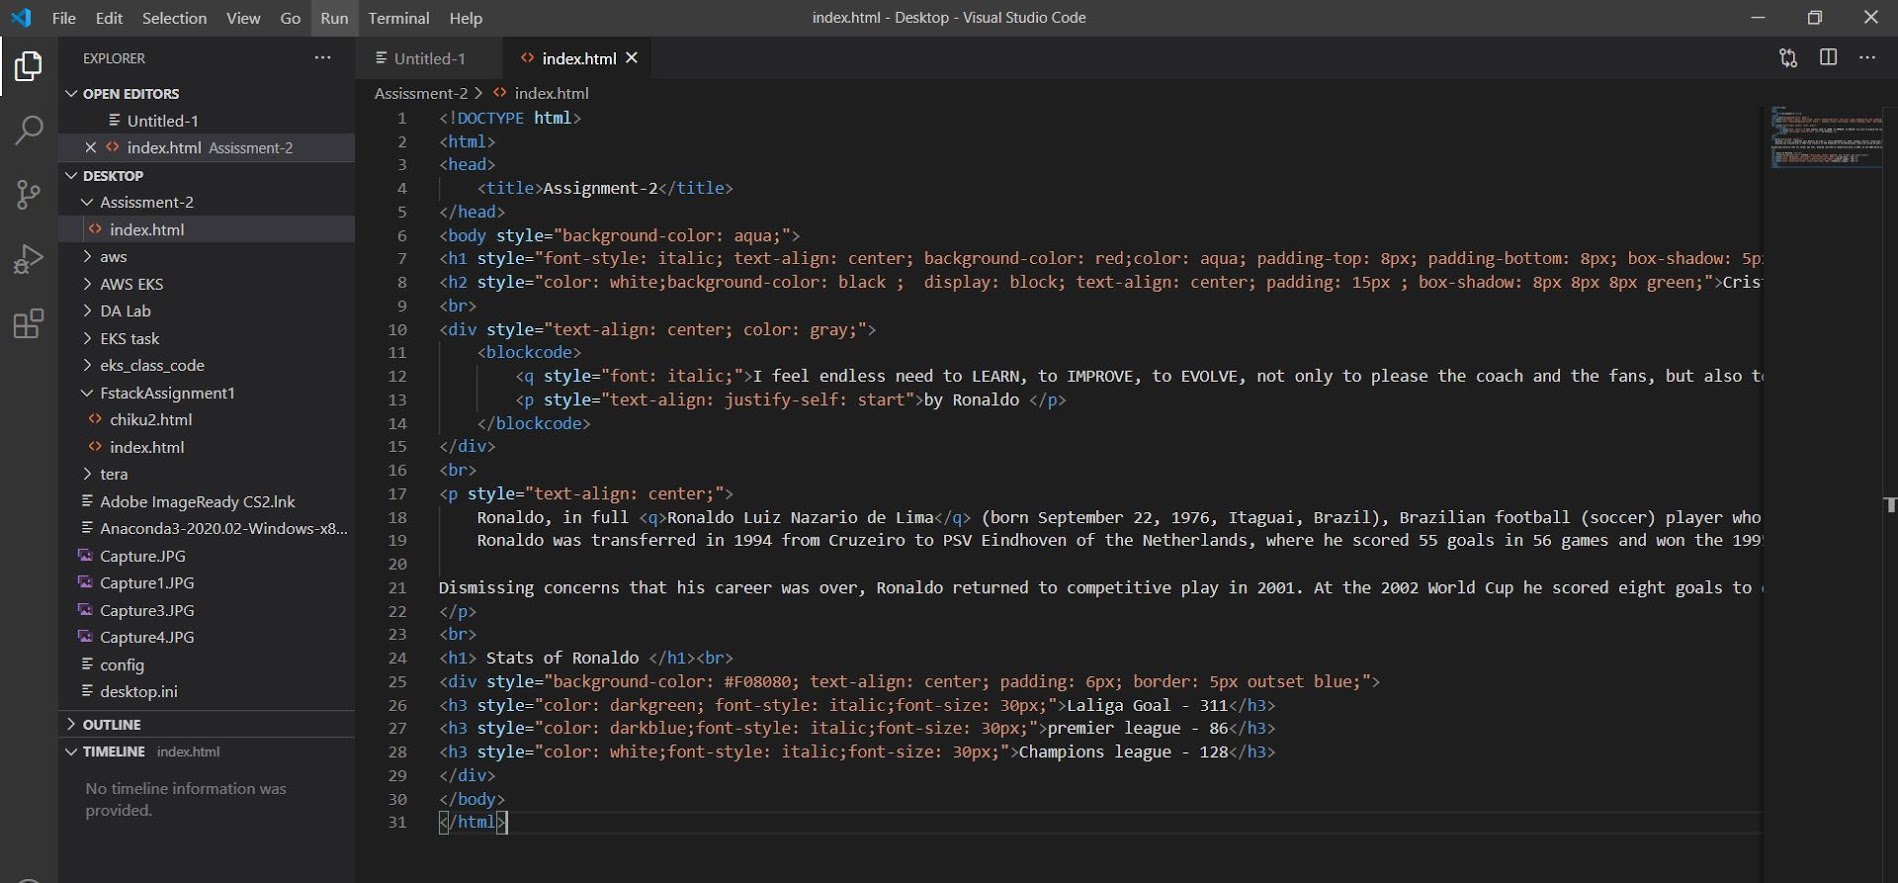 File Edit Selection View Go Run Terminal Help
index.html - Desktop - Visual Studio Code
EXPLORER
OPEN EDITORS
Untitled-1
index.html Assissment-2
DESKTOP
Assissment-2
index.html
aws
AWS EKS
DA Lab
EKS task
eks_class_code
FstackAssignment1
chiku2.html
index.html
tera
Adobe ImageReady CS2.lnk
Anaconda3-2020.02-Windows-x8...
Capture.JPG
Capture1.JPG
Capture3.JPG
Capture4.JPG
config
desktop.ini
OUTLINE
TIMELINE index.html
No timeline information was
provided.
Untitled-1 index.html
Assissment-2 > index.html
1 <!DOCTYPE html>
2 <html>
3 <head>
4 <title>Assignment-2</title>
5 </head>
6 <body style="background-color: aqua;">
7 <h1 style="font-style: italic; text-align: center; background-color: red;color: aqua; padding-top: 8px; padding-bottom: 8px; box-shadow: 5p
8 <h2 style="color: white;background-color: black ;  display: block; text-align: center; padding: 15px ; box-shadow: 8px 8px 8px green;">Cris
9 <br>
10 <div style="text-align: center; color: gray;">
11 <blockcode>
12 <q style="font: italic;">I feel endless need to LEARN, to IMPROVE, to EVOLVE, not only to please the coach and the fans, but also t
13 <p style="text-align: justify-self: start">by Ronaldo </p>
14 </blockcode>
15 </div>
16 <br>
17 <p style="text-align: center;">
18 Ronaldo, in full <q>Ronaldo Luiz Nazario de Lima</q> (born September 22, 1976, Itaguai, Brazil), Brazilian football (soccer) player who
19 Ronaldo was transferred in 1994 from Cruzeiro to PSV Eindhoven of the Netherlands, where he scored 55 goals in 56 games and won the 199
20
21 Dismissing concerns that his career was over, Ronaldo returned to competitive play in 2001. At the 2002 World Cup he scored eight goals to
22 </p>
23 <br>
24 <h1> Stats of Ronaldo </h1><br>
25 <div style="background-color: #F08080; text-align: center; padding: 6px; border: 5px outset blue;">
26 <h3 style="color: darkgreen; font-style: italic;font-size: 30px;">Laliga Goal - 311</h3>
27 <h3 style="color: darkblue;font-style: italic;font-size: 30px;">premier league - 86</h3>
28 <h3 style="color: white;font-style: italic;font-size: 30px;">Champions league - 128</h3>
29 </div>
30 </body>
31 </html>